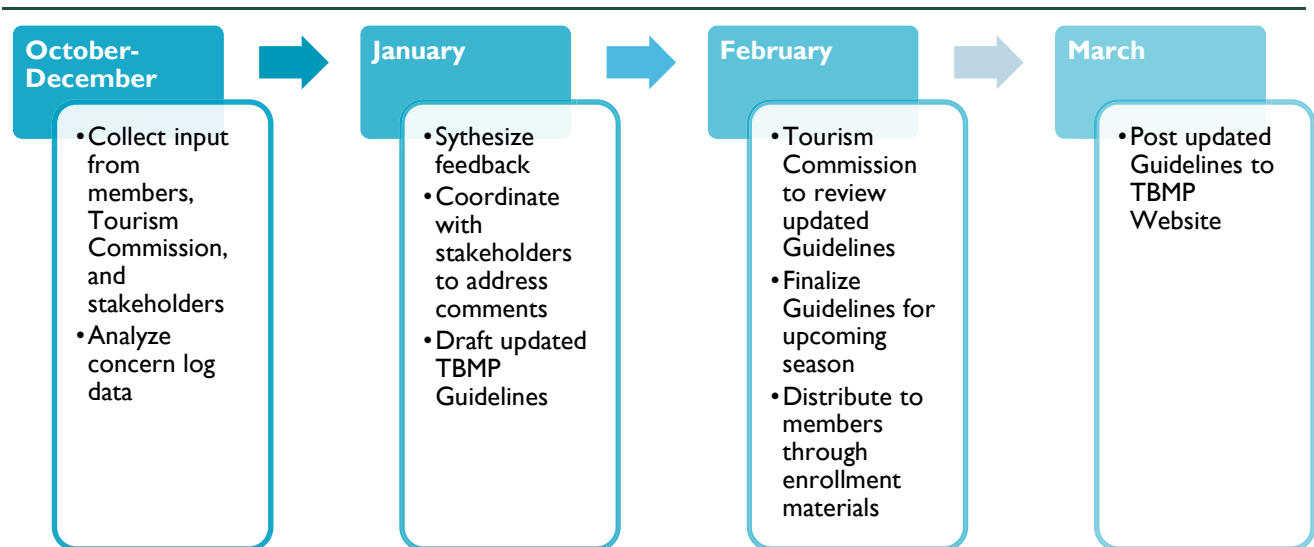 October-
December
•Collect input
from
members,
Tourism
Commission,
and
stakeholders
•Analyze
concern log
data
January
•Sythesize
feedback
•Coordinate
with
stakeholders
to address
comments
•Draft updated
TBMP
Guidelines
February
•Tourism
Commission
to review
updated
Guidelines
•Finalize
Guidelines for
upcoming
season
•Distribute to
members
through
enrollment
materials
March
•Post updated
Guidelines to
TBMP
Website